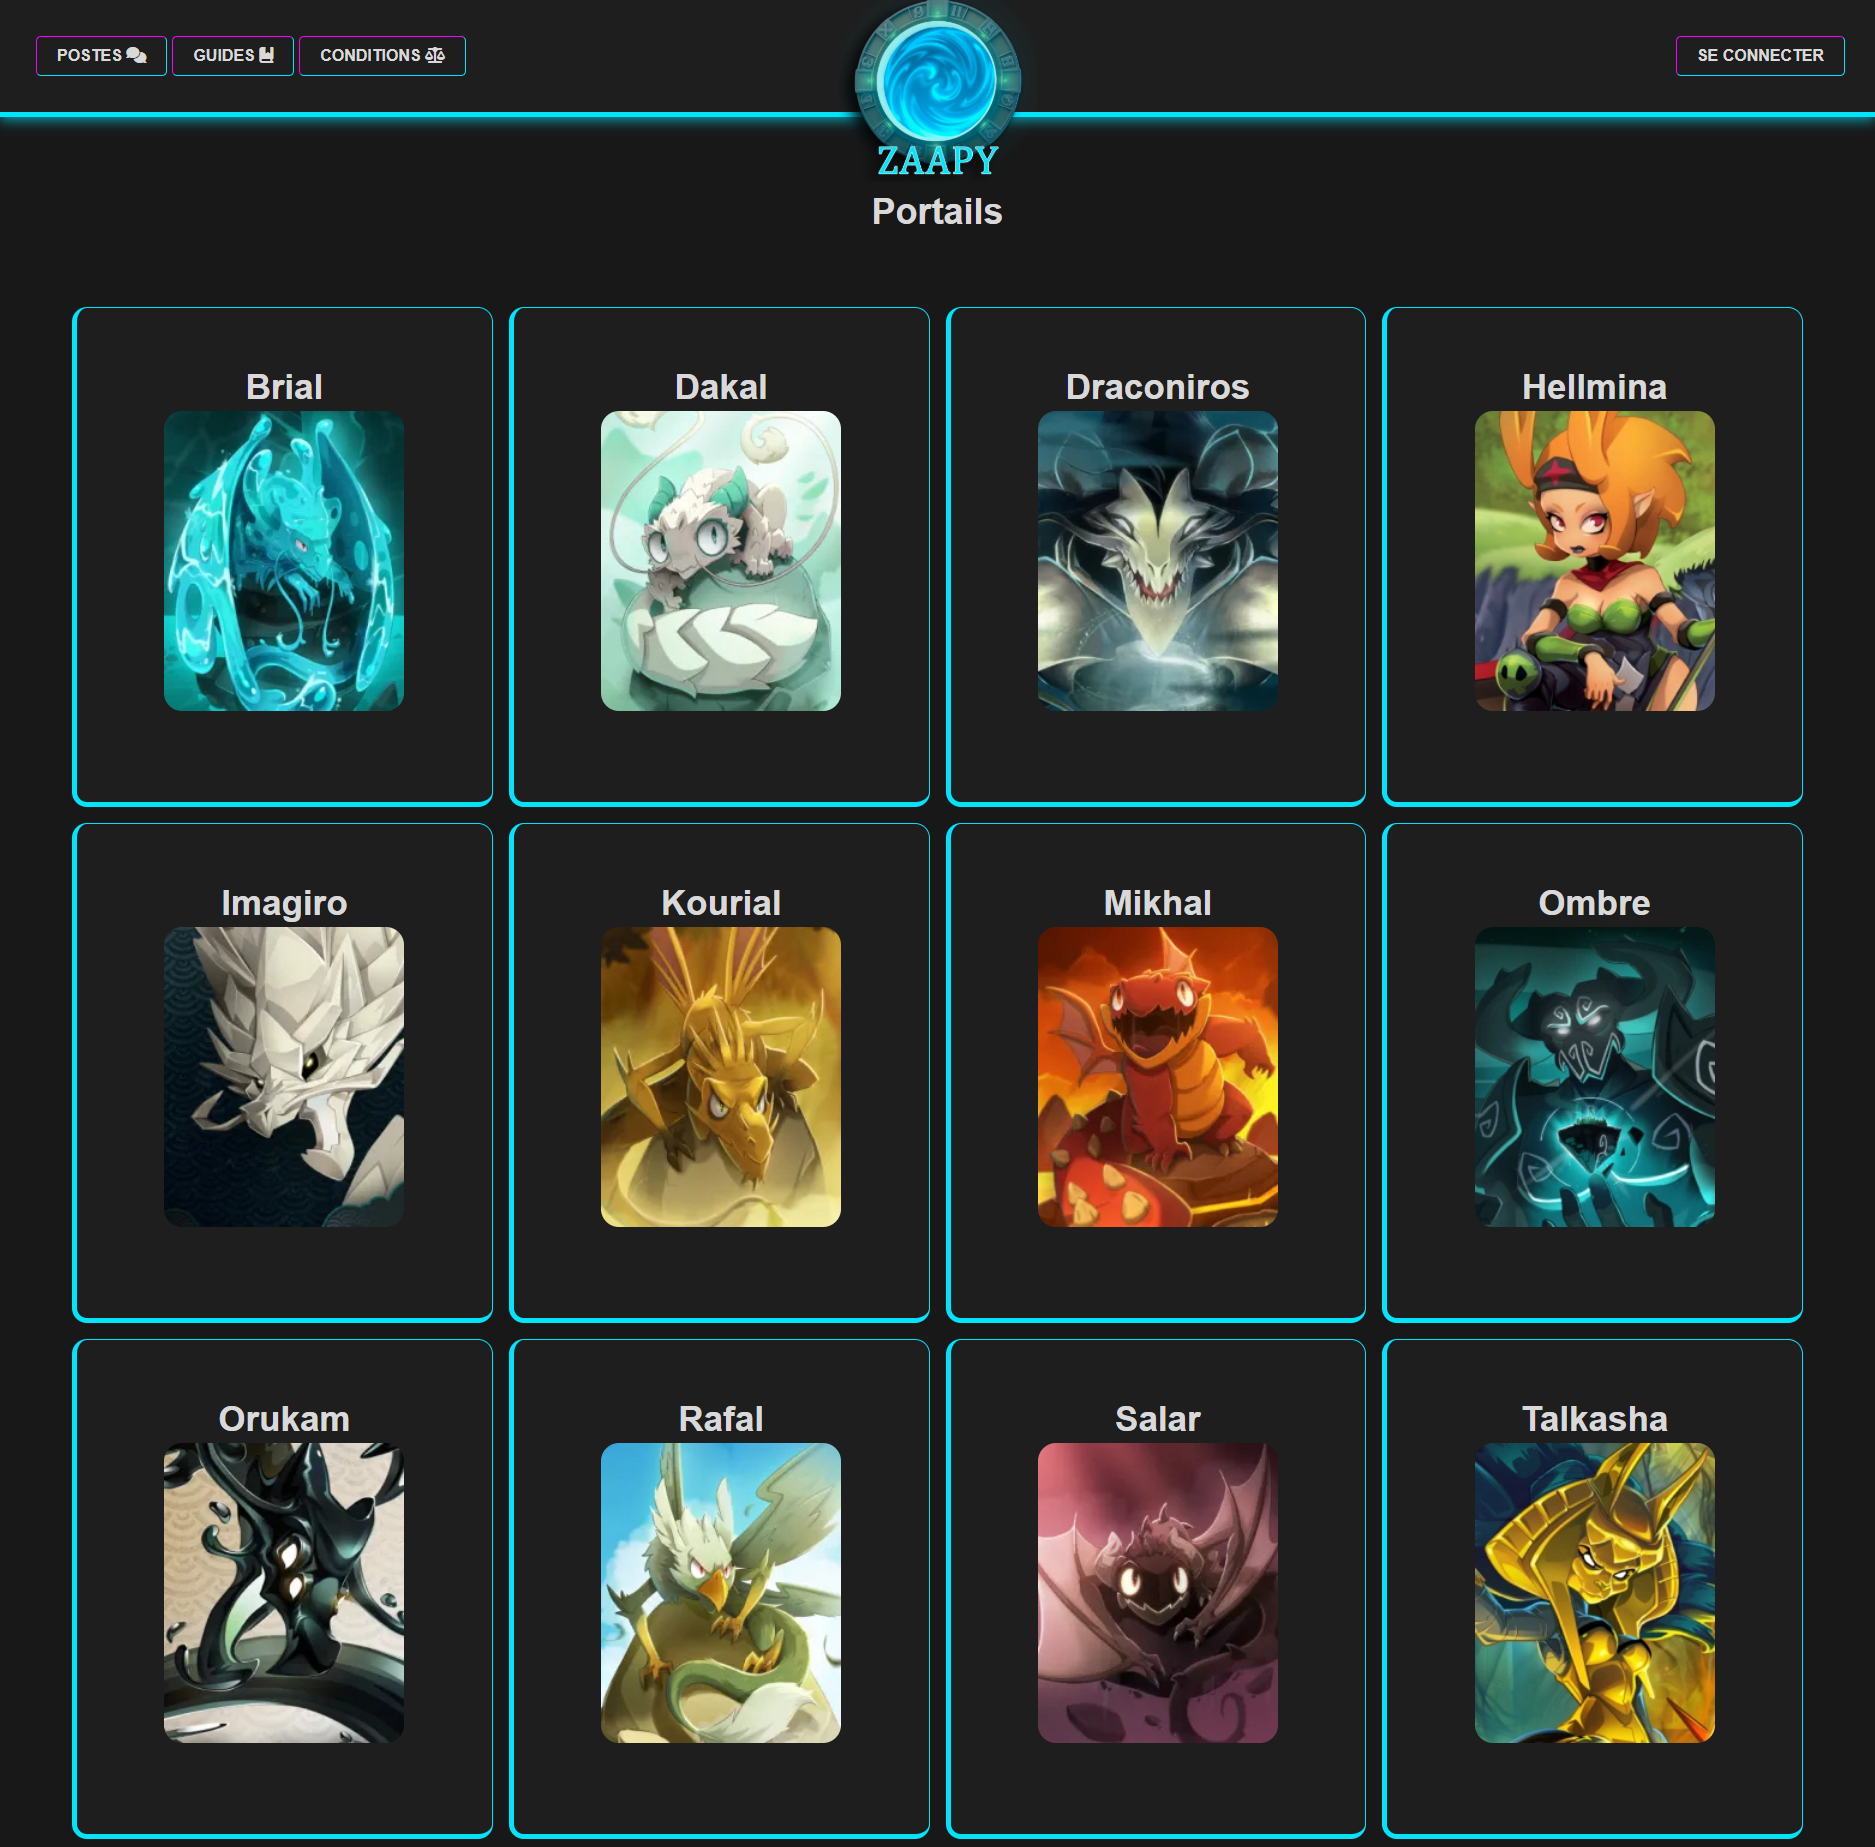 POSTES
GUIDES
CONDITIONS
SE CONNECTER
ZAAPY
Portails
Brial
Dakal
Draconiros
Hellmina
Imagiro
Kourial
Mikhal
Ombre
Orukam
Rafal
Salar
Talkasha